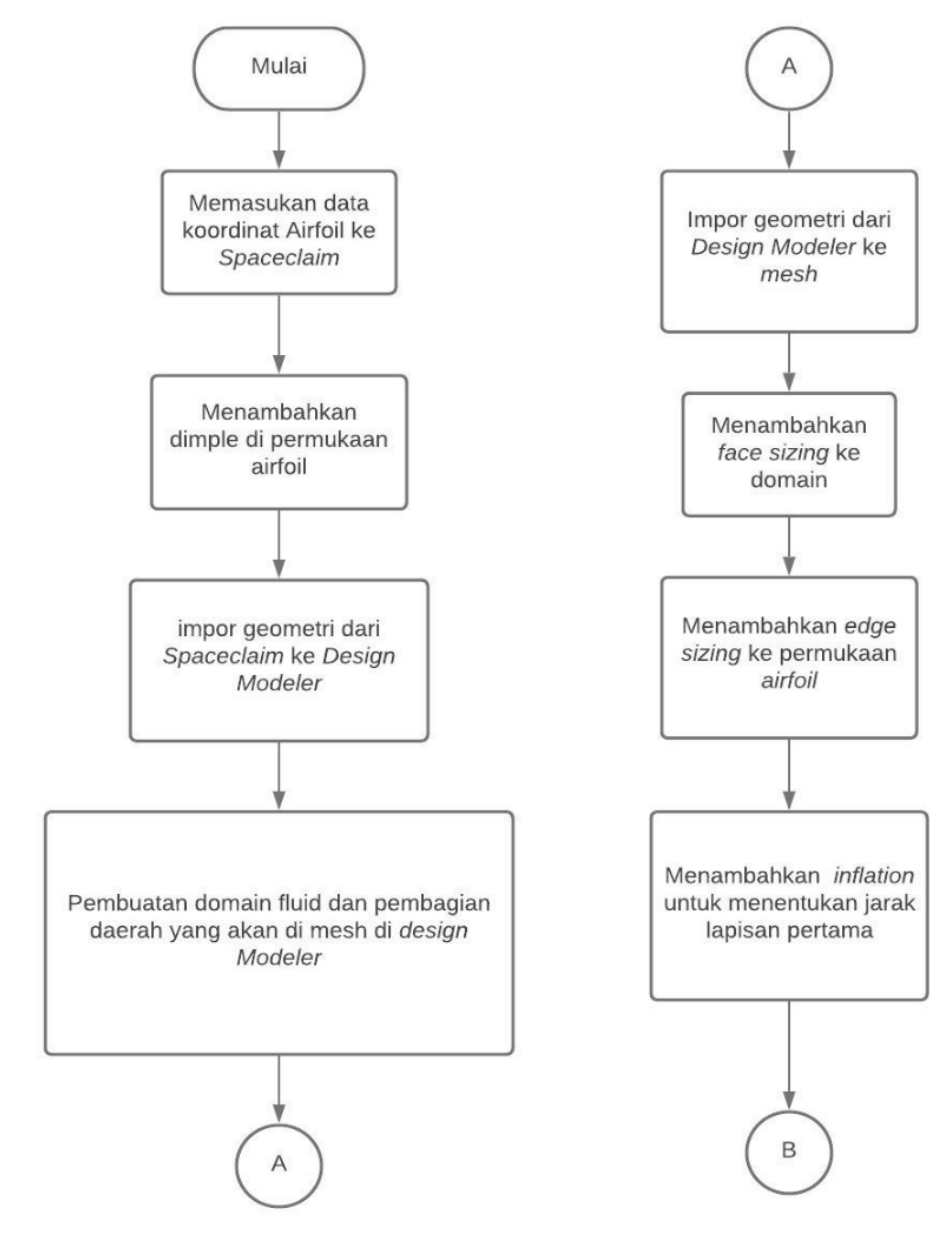 Mulai
Memasukan data
koordinat Airfoil ke
Spaceclaim
Menambahkan
dimple di permukaan
airfoil
impor geometri dari
Spaceclaim ke Design
Modeler
Pembuatan domain fluid dan pembagian
daerah yang akan di mesh di design
Modeler
A
A
Impor geometri dari
Design Modeler ke
mesh
Menambahkan
face sizing ke
domain
Menambahkan edge
sizing ke permukaan
airfoil
Menambahkan inflation
untuk menentukan jarak
lapisan pertama
B